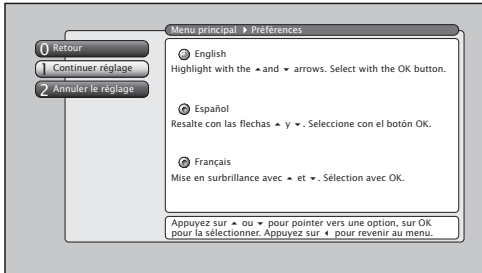 Menu principal ▸ Préférences
0 Retour
1 Continuer réglage
2 Annuler le réglage
English
Highlight with the ▴ and ▾ arrows. Select with the OK button.
Español
Resalte con las flechas ▴ y ▾. Seleccione con el botón OK.
Français
Mise en surbrillance avec ▴ et ▾. Sélection avec OK.
Appuyez sur ▴ ou ▾ pour pointer vers une option, sur OK
pour la sélectionner. Appuyez sur ◂ pour revenir au menu.